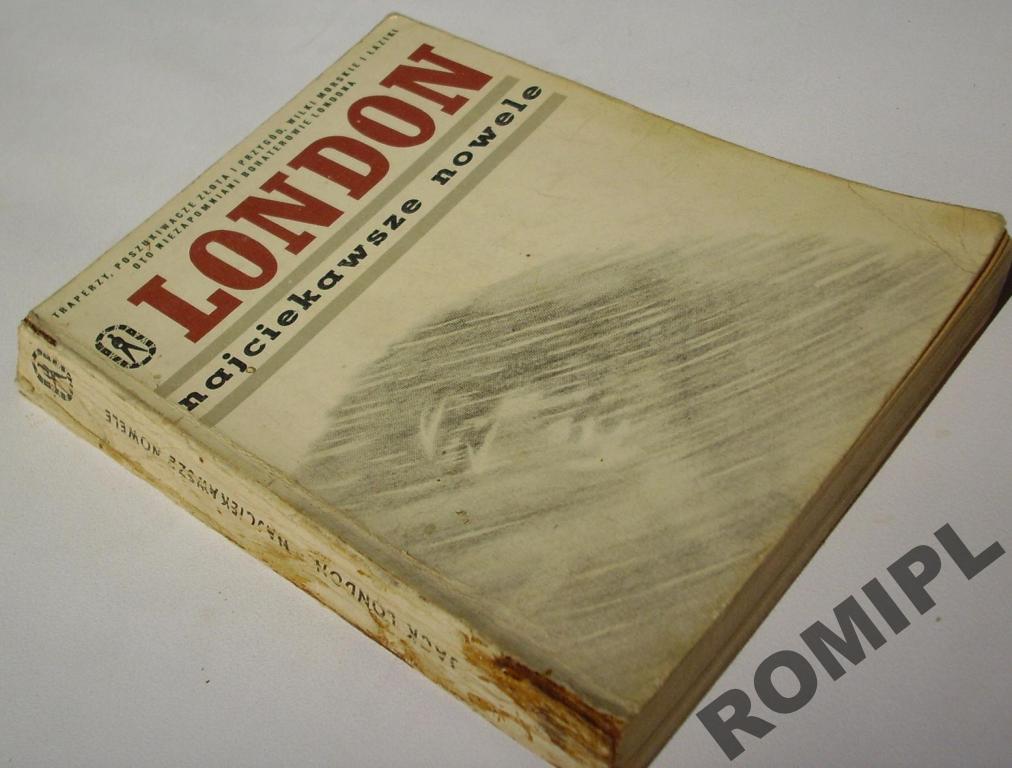 TRAPERZY, POSZUKIWACZE ZŁOTA I PRZYGÓD, WILKI MORSKIE I ŁAZIKI
OTO NIEZAPOMNIANI BOHATEROWIE LONDONA
LONDON
najciekawsze nowele
JACK LONDON NAJCIEKAWSZE NOWELE
ROMIPL